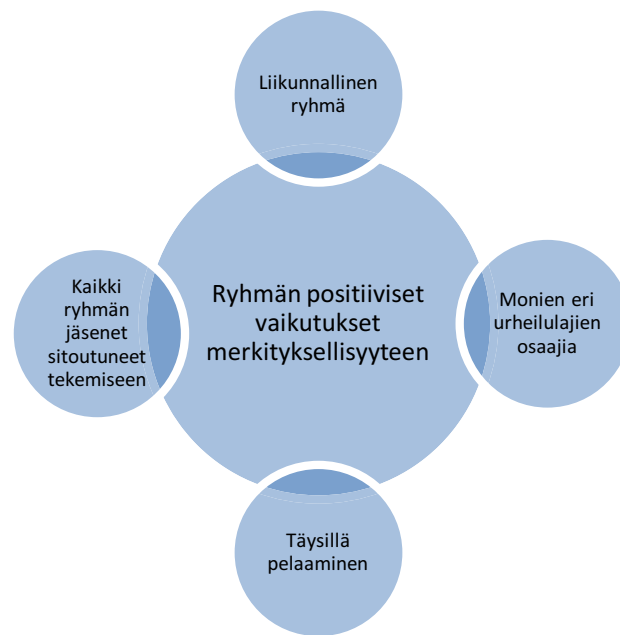 Liikunnallinen
ryhmä
Kaikki
ryhmän
jäsenet
sitoutuneet
tekemiseen
Ryhmän positiiviset
vaikutukset
merkityksellisyyteen
Monien eri
urheilulajien
osaajia
Täysillä
pelaaminen